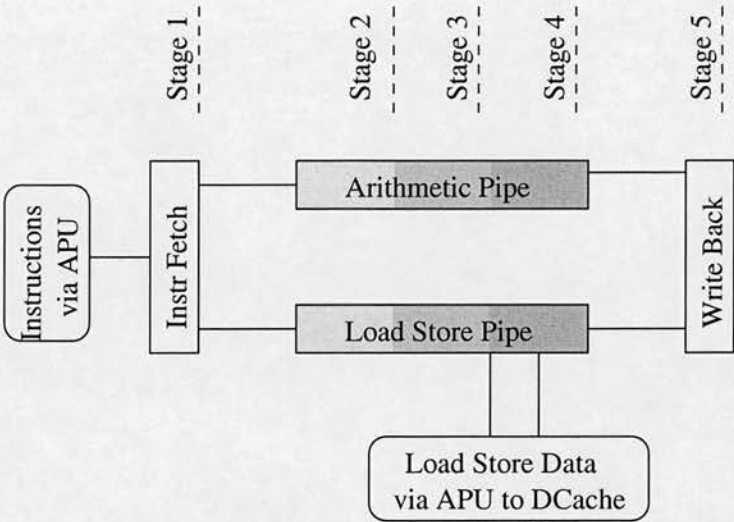 Stage 1
Stage 2
Stage 3
Stage 4
Stage 5
Instructions
via APU
Instr Fetch
Arithmetic Pipe
Load Store Pipe
Write Back
Load Store Data
via APU to DCache